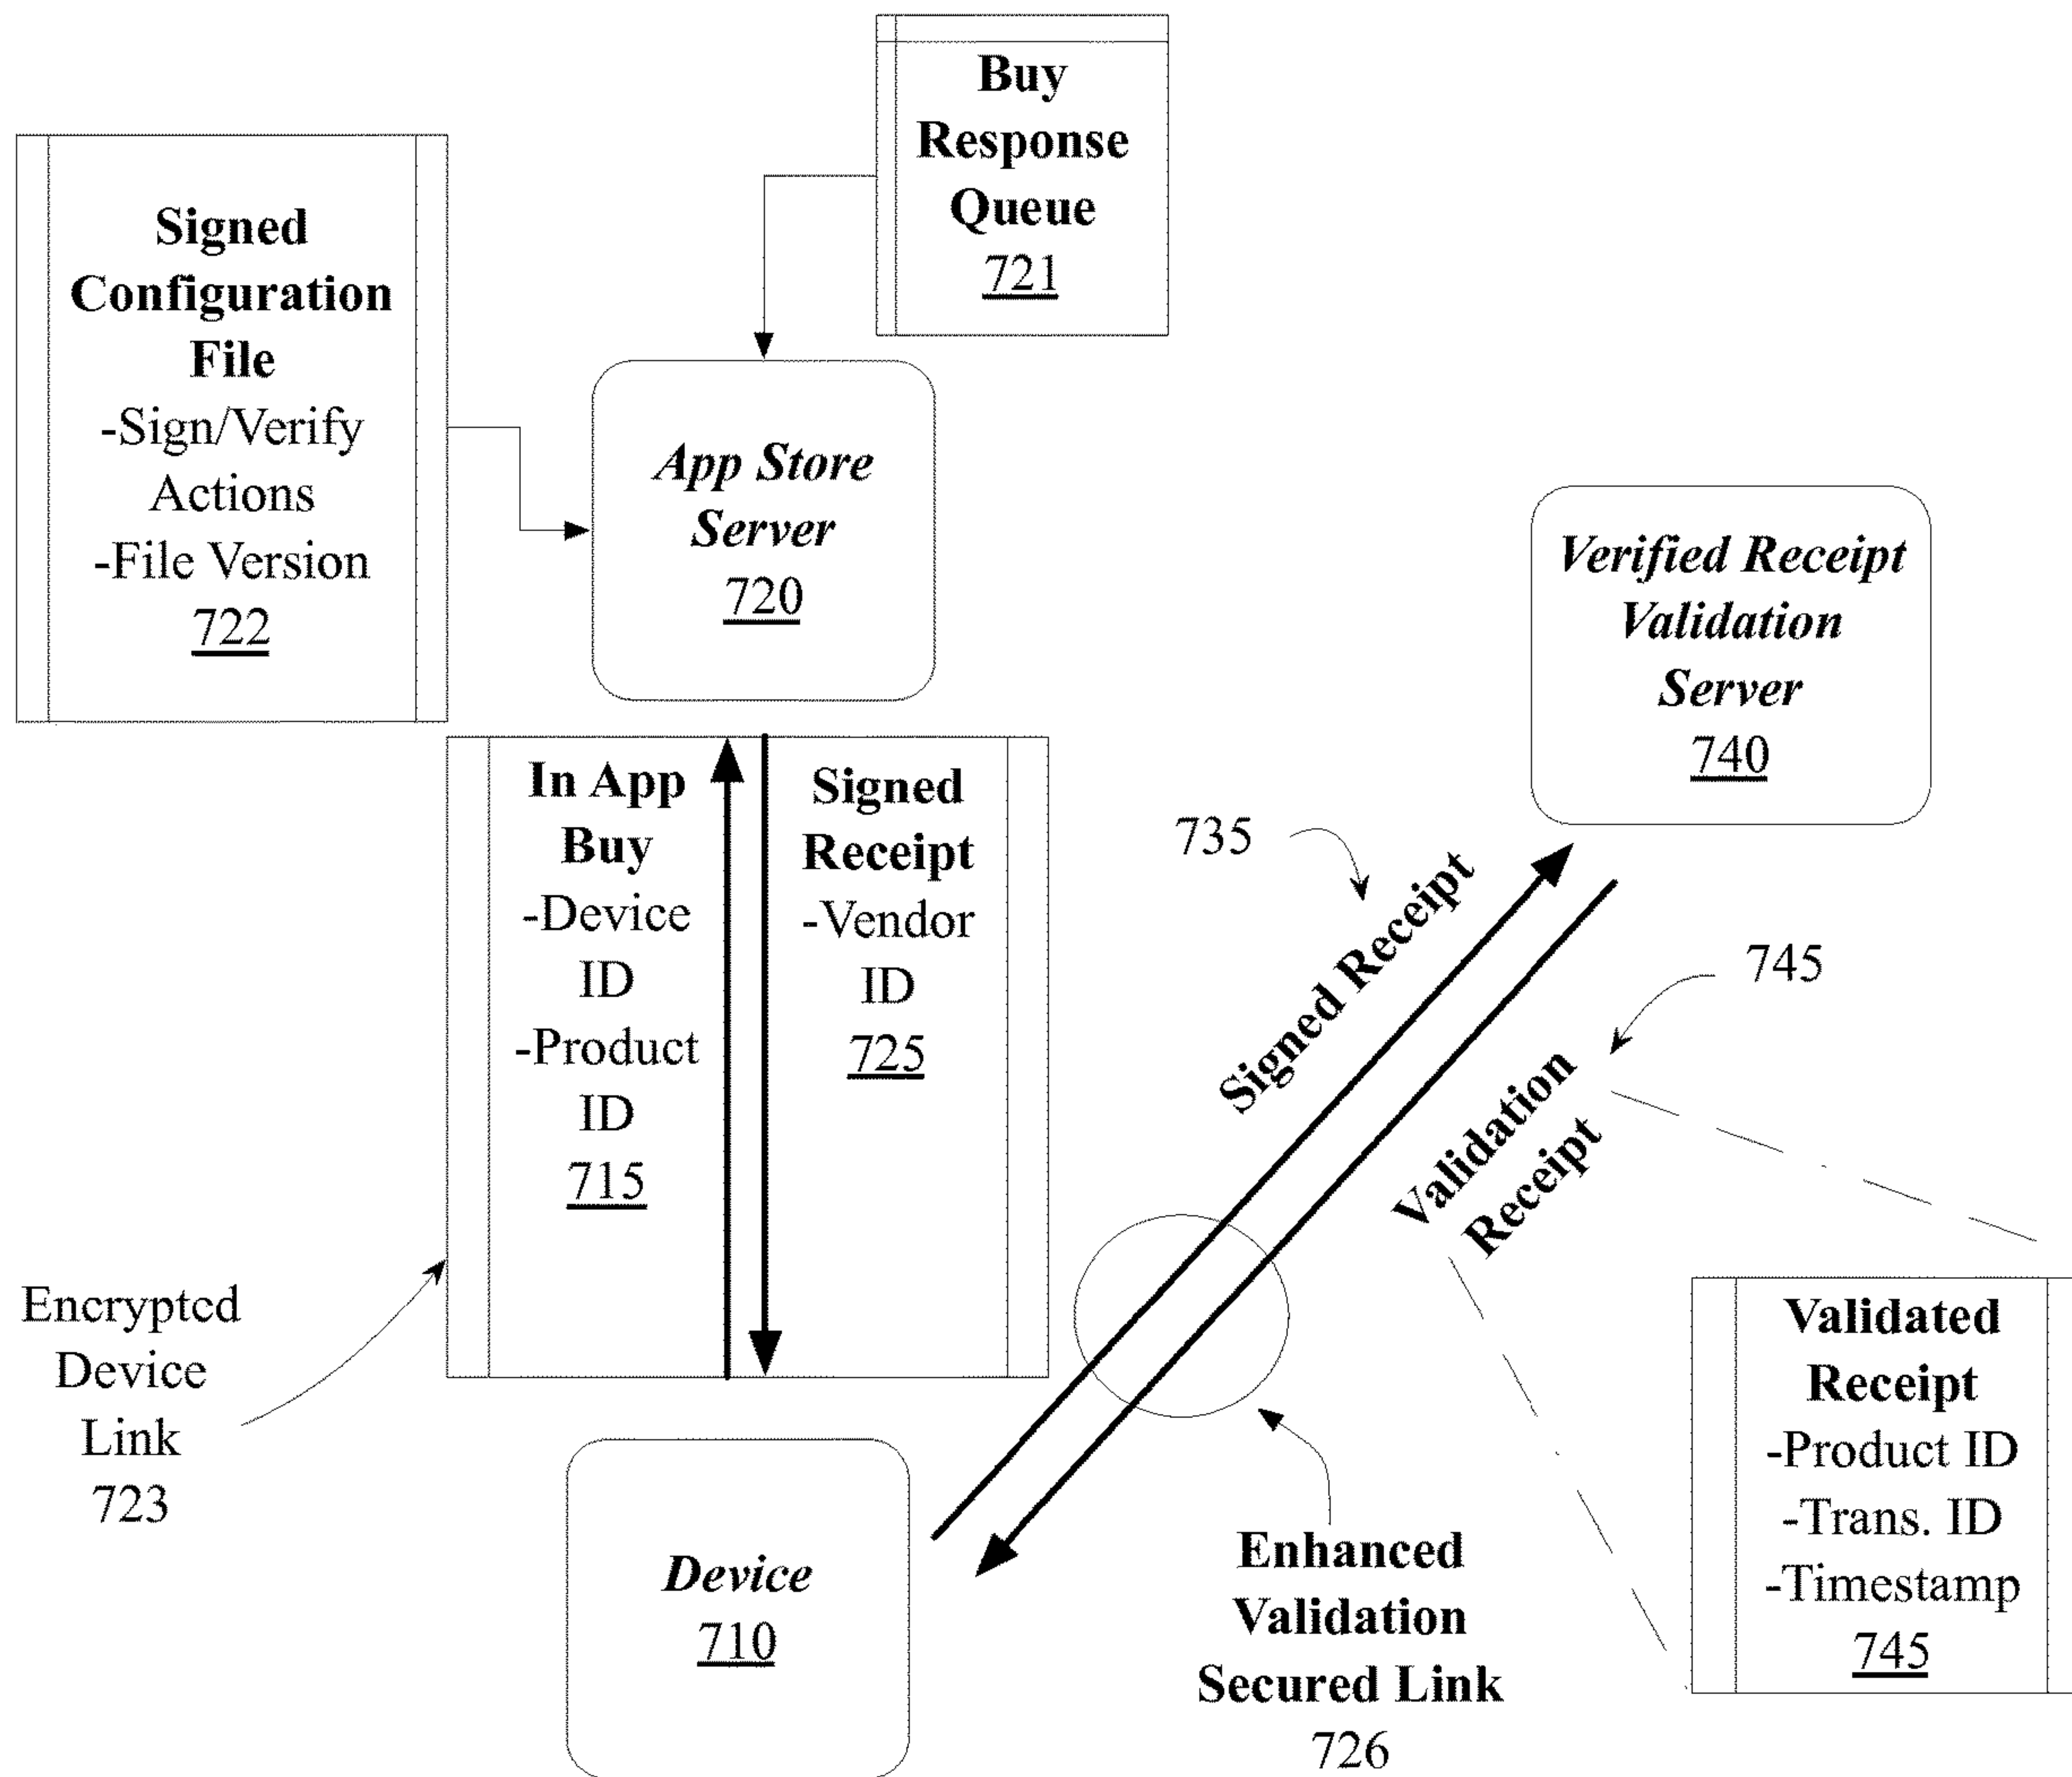 Buy
Response
Queue
721
Signed
Configuration
File
-Sign/Verify
Actions
-File Version
722
App Store
Server
720
Verified Receipt
Validation
Server
740
In App
Buy
-Device
ID
-Product
ID
715
Signed
Receipt
-Vendor
ID
725
735
Signed Receipt
745
Validation
Receipt
Encrypted
Device
Link
723
Validated
Receipt
-Product ID
-Trans. ID
-Timestamp
745
Device
710
Enhanced
Validation
Secured Link
726